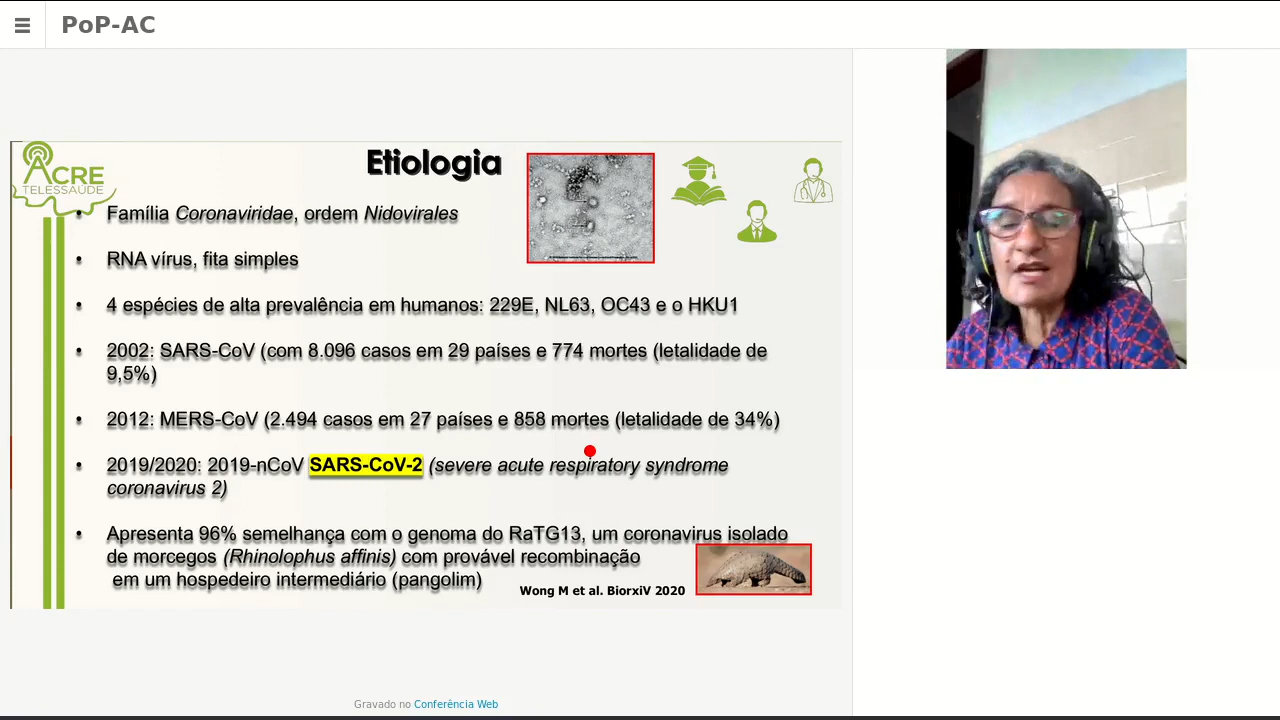 PoP-AC
ACRE
TELESSAÚDE
Etiologia
• Família Coronaviridae, ordem Nidovirales
• RNA vírus, fita simples
• 4 espécies de alta prevalência em humanos: 229E, NL63, OC43 e o HKU1
• 2002: SARS-CoV (com 8.096 casos em 29 países e 774 mortes (letalidade de
9,5%)
• 2012: MERS-CoV (2.494 casos em 27 países e 858 mortes (letalidade de 34%)
• 2019/2020: 2019-nCoV SARS-CoV-2 (severe acute respiratory syndrome
coronavirus 2)
• Apresenta 96% semelhança com o genoma do RaTG13, um coronavirus isolado
de morcegos (Rhinolophus affinis) com provável recombinação
em um hospedeiro intermediário (pangolim)
Wong M et al. BiorxiV 2020
Gravado no Conferência Web